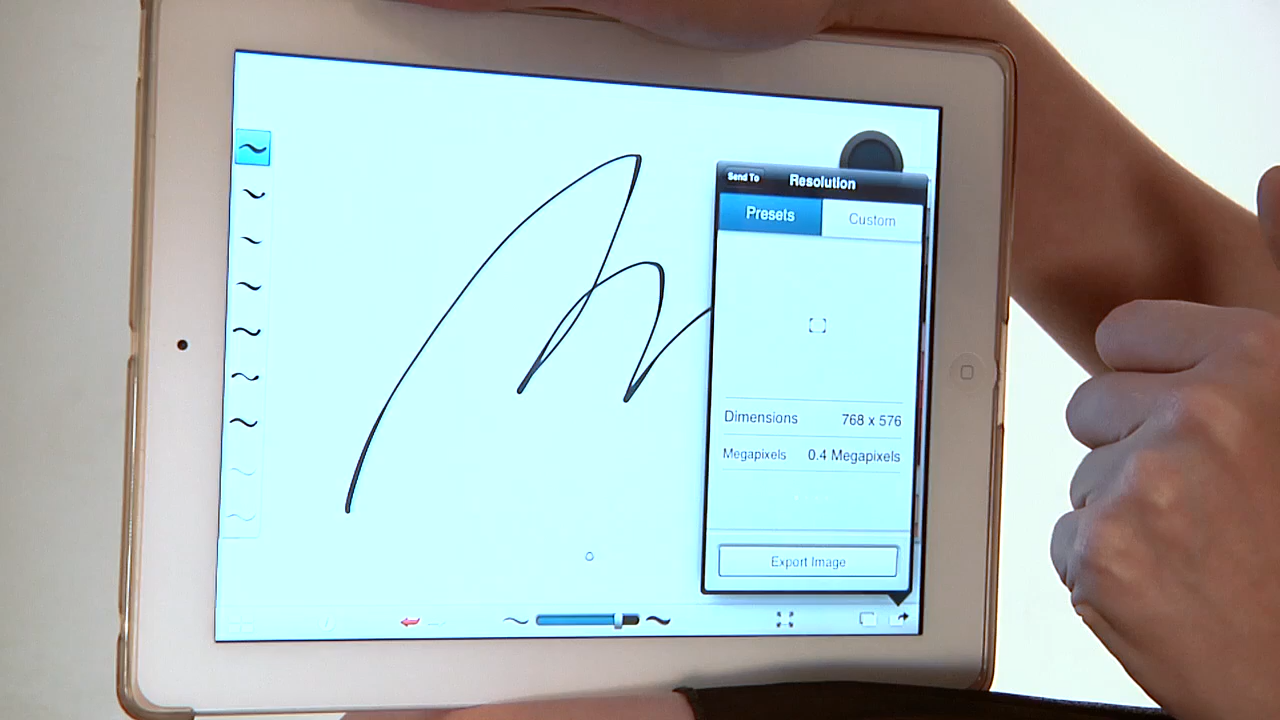 Send To Resolution
Presets Custom
Dimensions 768 x 576
Megapixels 0.4 Megapixels
Export Image